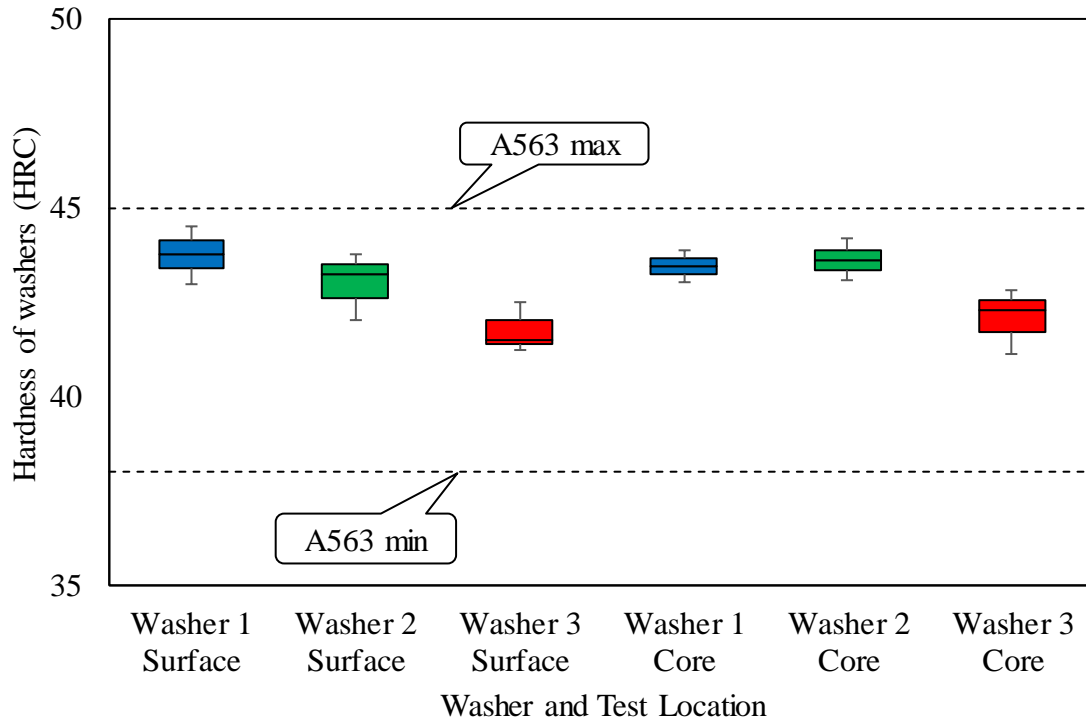 50
45
40
35
Hardness of washers (HRC)
A563 max
A563 min
Washer 1
Surface
Washer 2
Surface
Washer 3
Surface
Washer 1
Core
Washer 2
Core
Washer 3
Core
Washer and Test Location